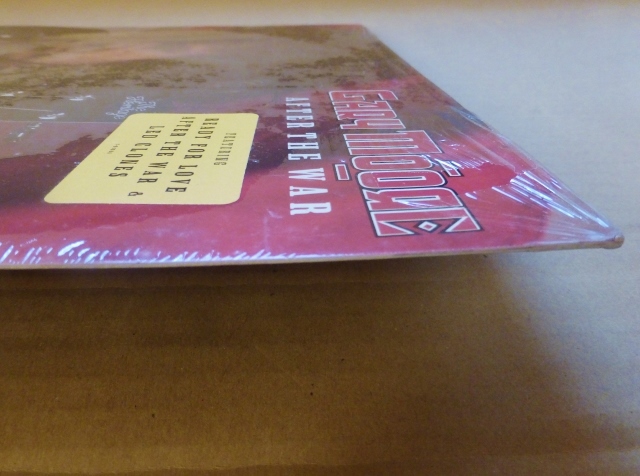 GARY MOORE
AFTER THE WAR
FEATURING
READY FOR LOVE
AFTER THE WAR &
LED CLONES